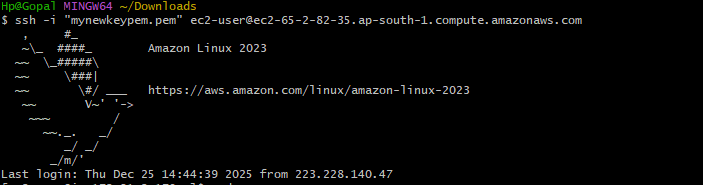 Hp@Gopal MINGW64 ~/Downloads
$ ssh -i "mynewkeypem.pem" ec2-user@ec2-65-2-82-35.ap-south-1.compute.amazonaws.com
   ,     #_
   ~\_  ####_        Amazon Linux 2023
  ~~  \_#####\
  ~~     \###|
  ~~       \#/ ___   https://aws.amazon.com/linux/amazon-linux-2023
   ~~       V~' '->
    ~~~         /
      ~~._.   _/
         _/ _/
       _/m/'
Last login: Thu Dec 25 14:44:39 2025 from 223.228.140.47